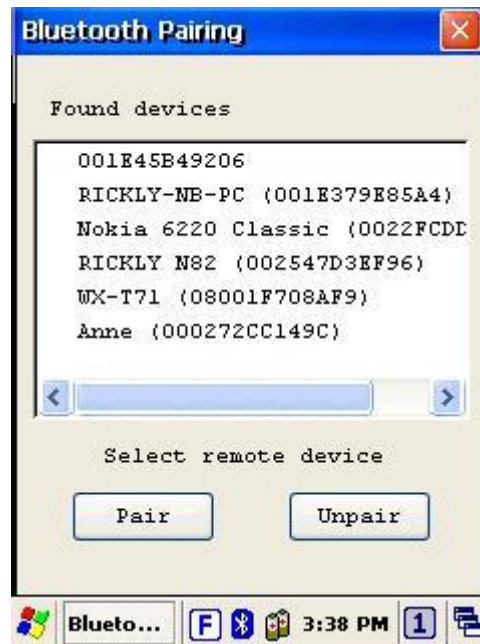 Bluetooth Pairing
Found devices
001E45B49206
RICKLY-NB-PC (001E379E85A4)
Nokia 6220 Classic (0022FCDD
RICKLY N82 (002547D3EF96)
WX-T71 (08001F708AF9)
Anne (000272CC149C)
Select remote device
Pair Unpair
Blueto... F 3:38 PM 1